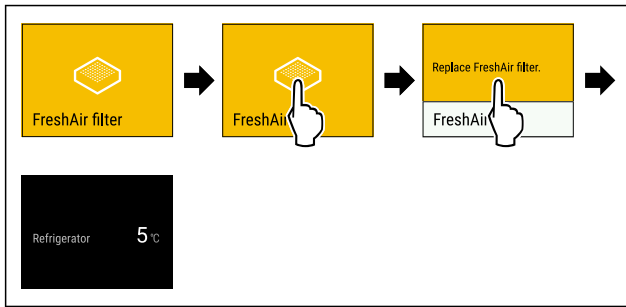 FreshAir filter
FreshAi
Replace FreshAir filter.
FreshAi
Refrigerator 5 °C